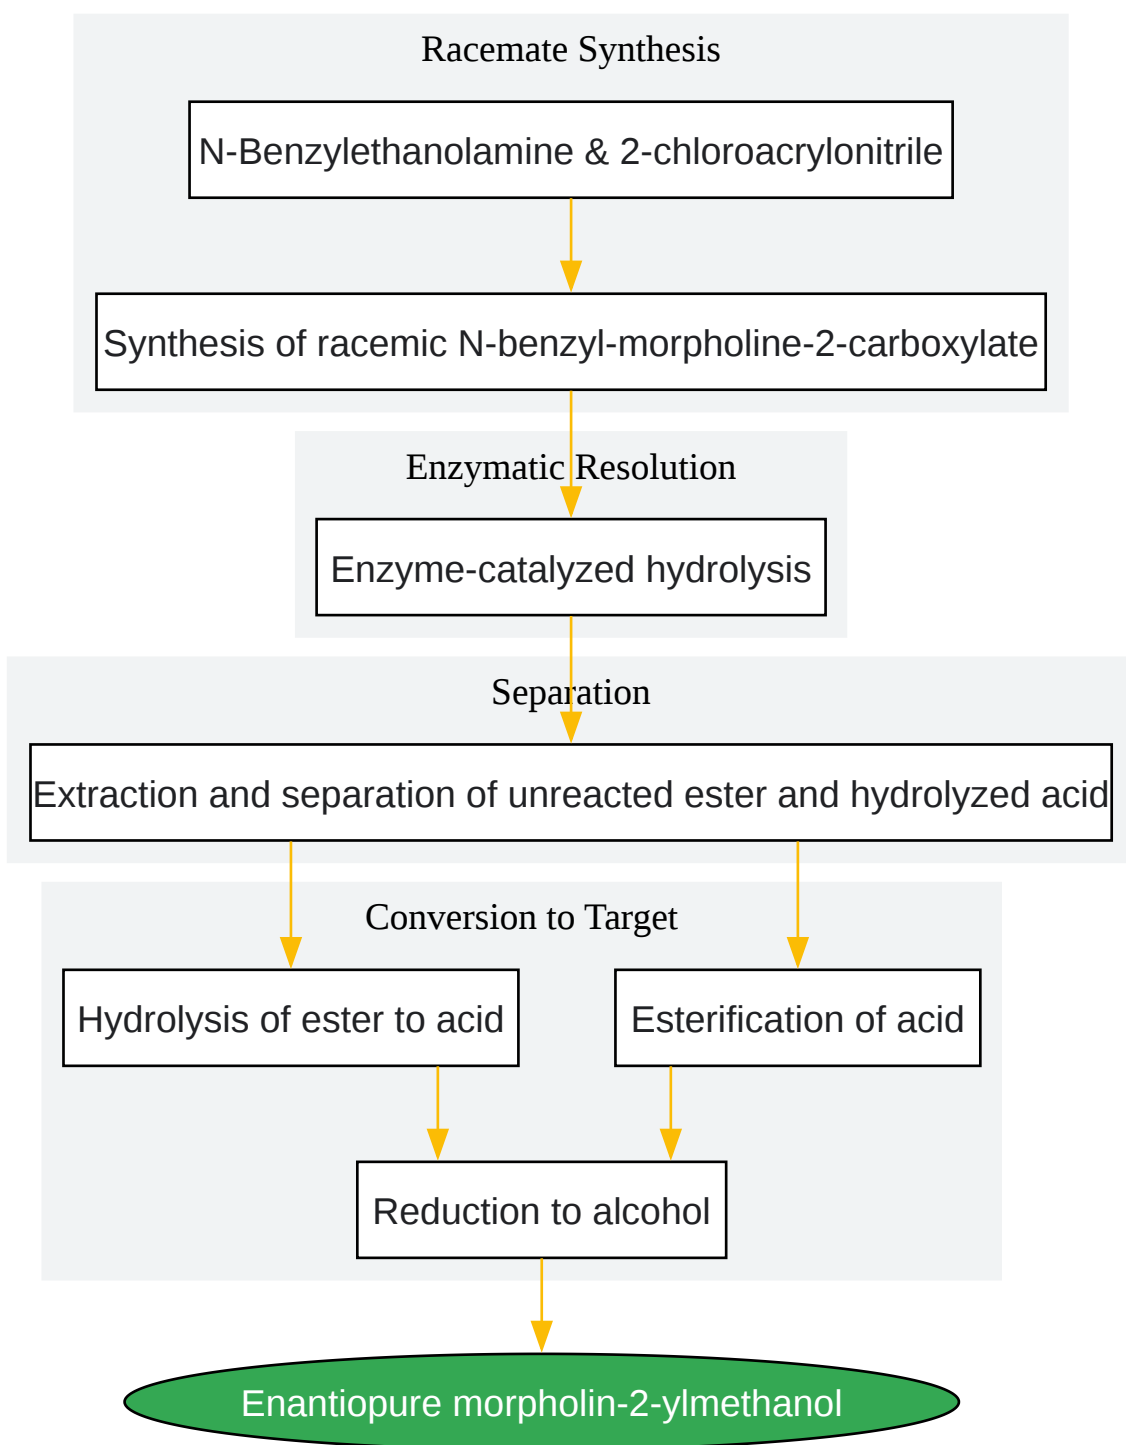 Racemate Synthesis
N-Benzylethanolamine & 2-chloroacrylonitrile
Synthesis of racemic N-benzyl-morpholine-2-carboxylate
Enzymatic Resolution
Enzyme-catalyzed hydrolysis
Separation
Extraction and separation of unreacted ester and hydrolyzed acid
Conversion to Target
Hydrolysis of ester to acid
Esterification of acid
Reduction to alcohol
Enantiopure morpholin-2-ylmethanol